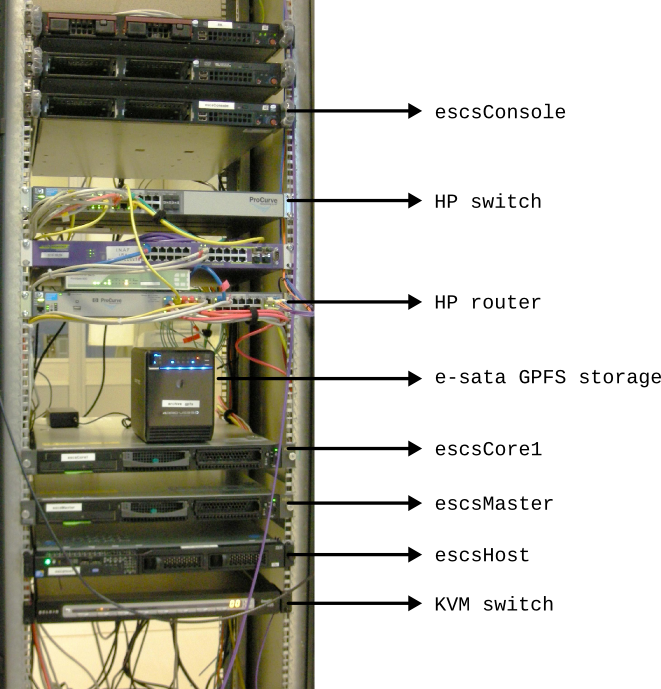 escsConsole
ProCurve
HP switch
ProCurve
HP router
e-sata GPFS storage
escsCore1
escsMaster
escsHost
KVM switch